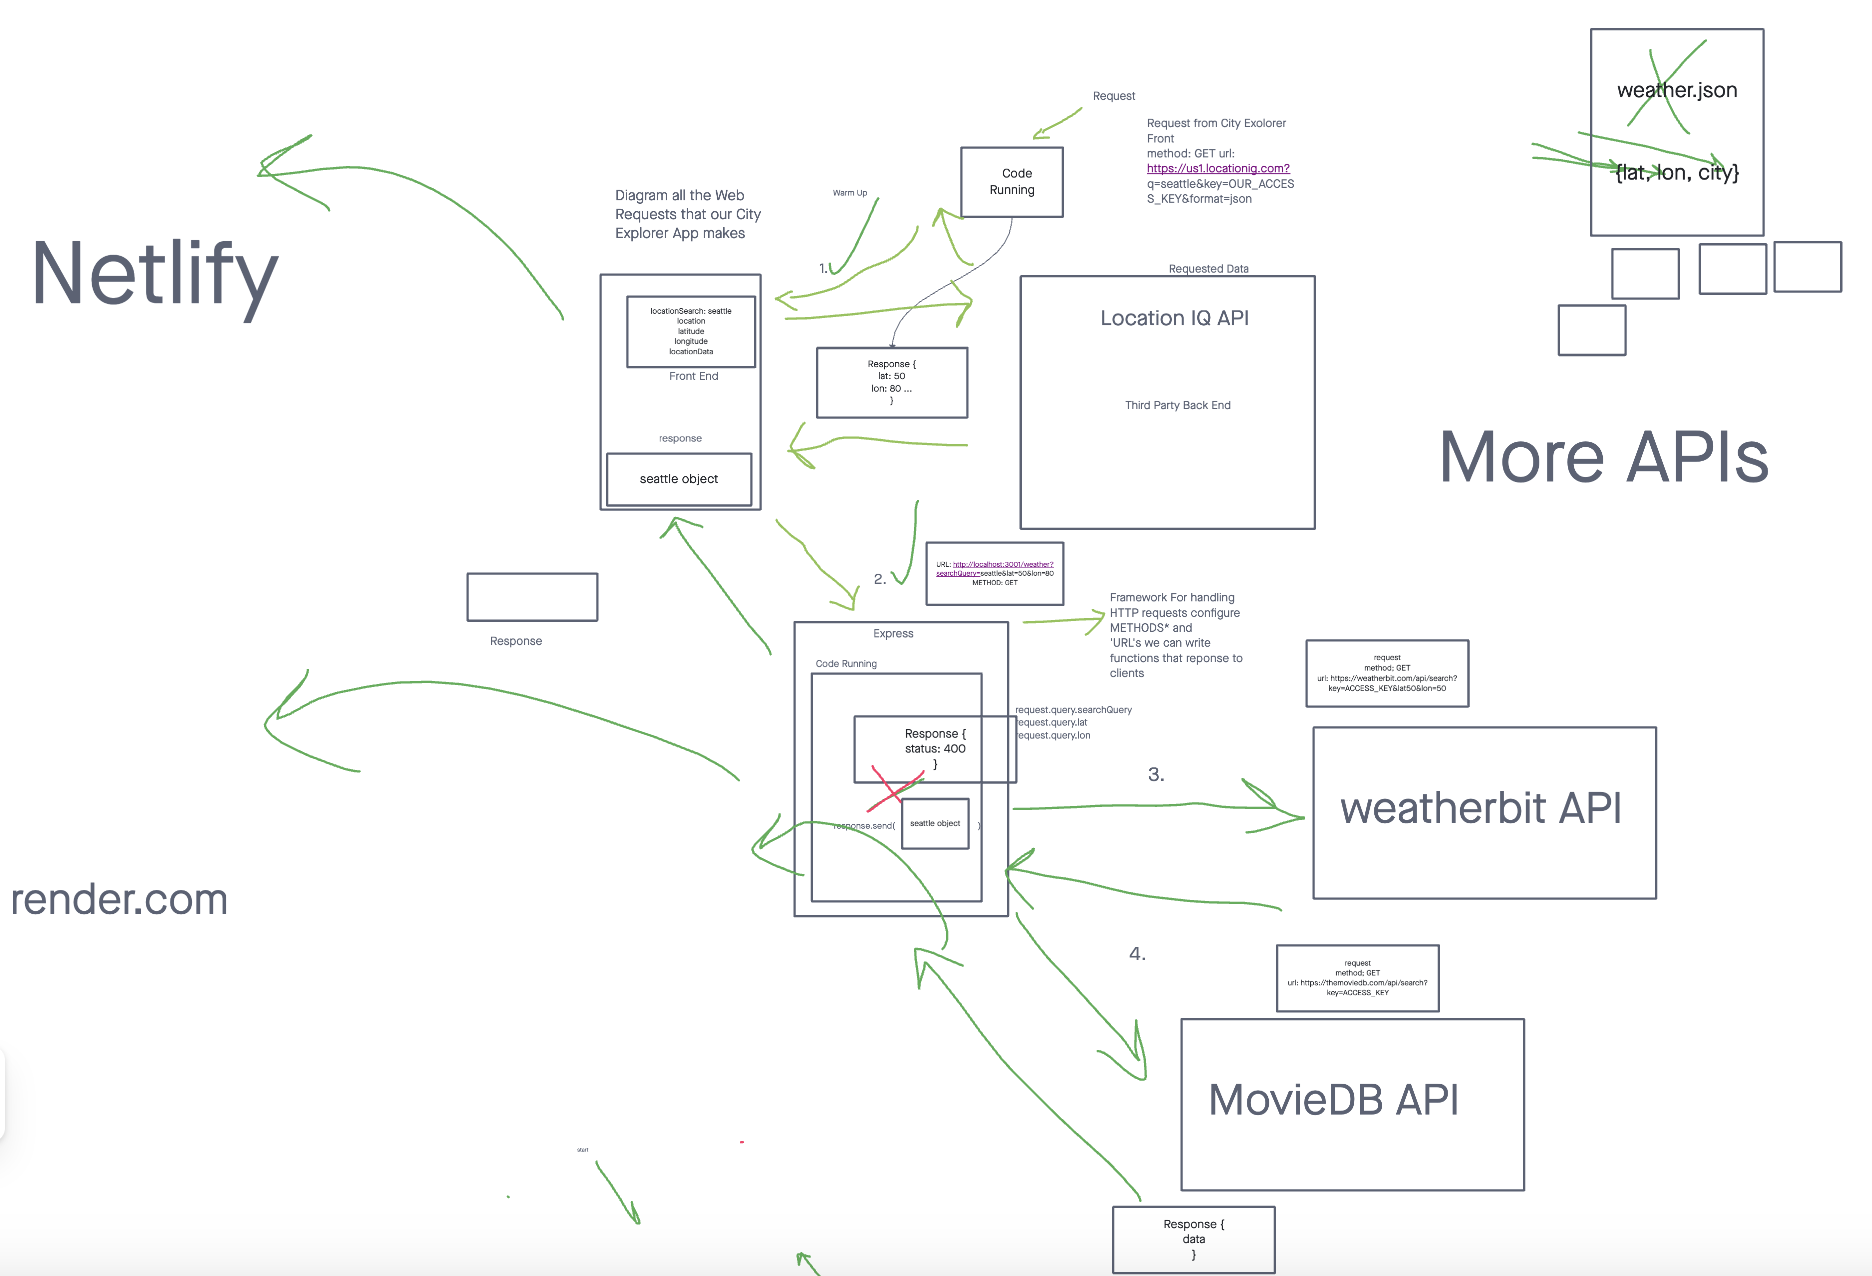 Netlify
render.com
Diagram all the Web
Requests that our City
Explorer App makes
Warm Up
1.
Request
Code
Running
Request from City Exolorer
Front
method: GET url:
https://us1.locationig.com?
q=seattle&key=OUR_ACCES
S_KEY&format=json
weather.json
{lat, lon, city}
locationSearch: seattle
location
latitude
longitude
locationData
Front End
response
seattle object
Response {
lat: 50
lon: 80 ...
}
Requested Data
Location IQ API
Third Party Back End
More APIs
Response
2.
URL: http://localhost:3001/weather?
searchQuery=seattle&lat=50&lon=80
METHOD: GET
Framework For handling
HTTP requests configure
METHODS* and
'URL's we can write
functions that reponse to
clients
Express
Code Running
Response {
status: 400
}
request.query.searchQuery
request.query.lat
request.query.lon
response.send(
seattle object
)
3.
request
method; GET
url: https://weatherbit.com/api/search?
key=ACCESS_KEY&lat50&lon=50
weatherbit API
4.
request
method; GET
url: https://themoviedb.com/api/search?
key=ACCESS_KEY
MovieDB API
start
Response {
data
}